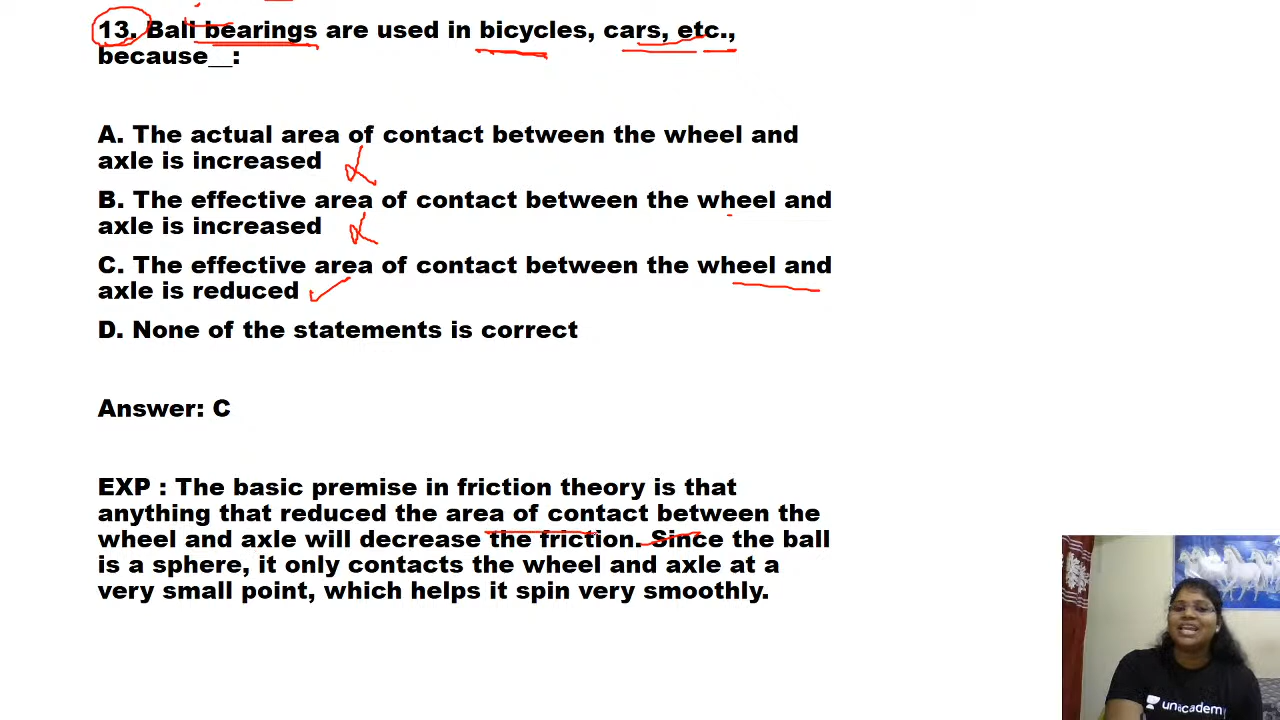 13. Ball bearings are used in bicycles, cars, etc.,
because__:
A. The actual area of contact between the wheel and
axle is increased
B. The effective area of contact between the wheel and
axle is increased
C. The effective area of contact between the wheel and
axle is reduced
D. None of the statements is correct
Answer: C
EXP : The basic premise in friction theory is that
anything that reduced the area of contact between the
wheel and axle will decrease the friction. Since the ball
is a sphere, it only contacts the wheel and axle at a
very small point, which helps it spin very smoothly.
unacademy